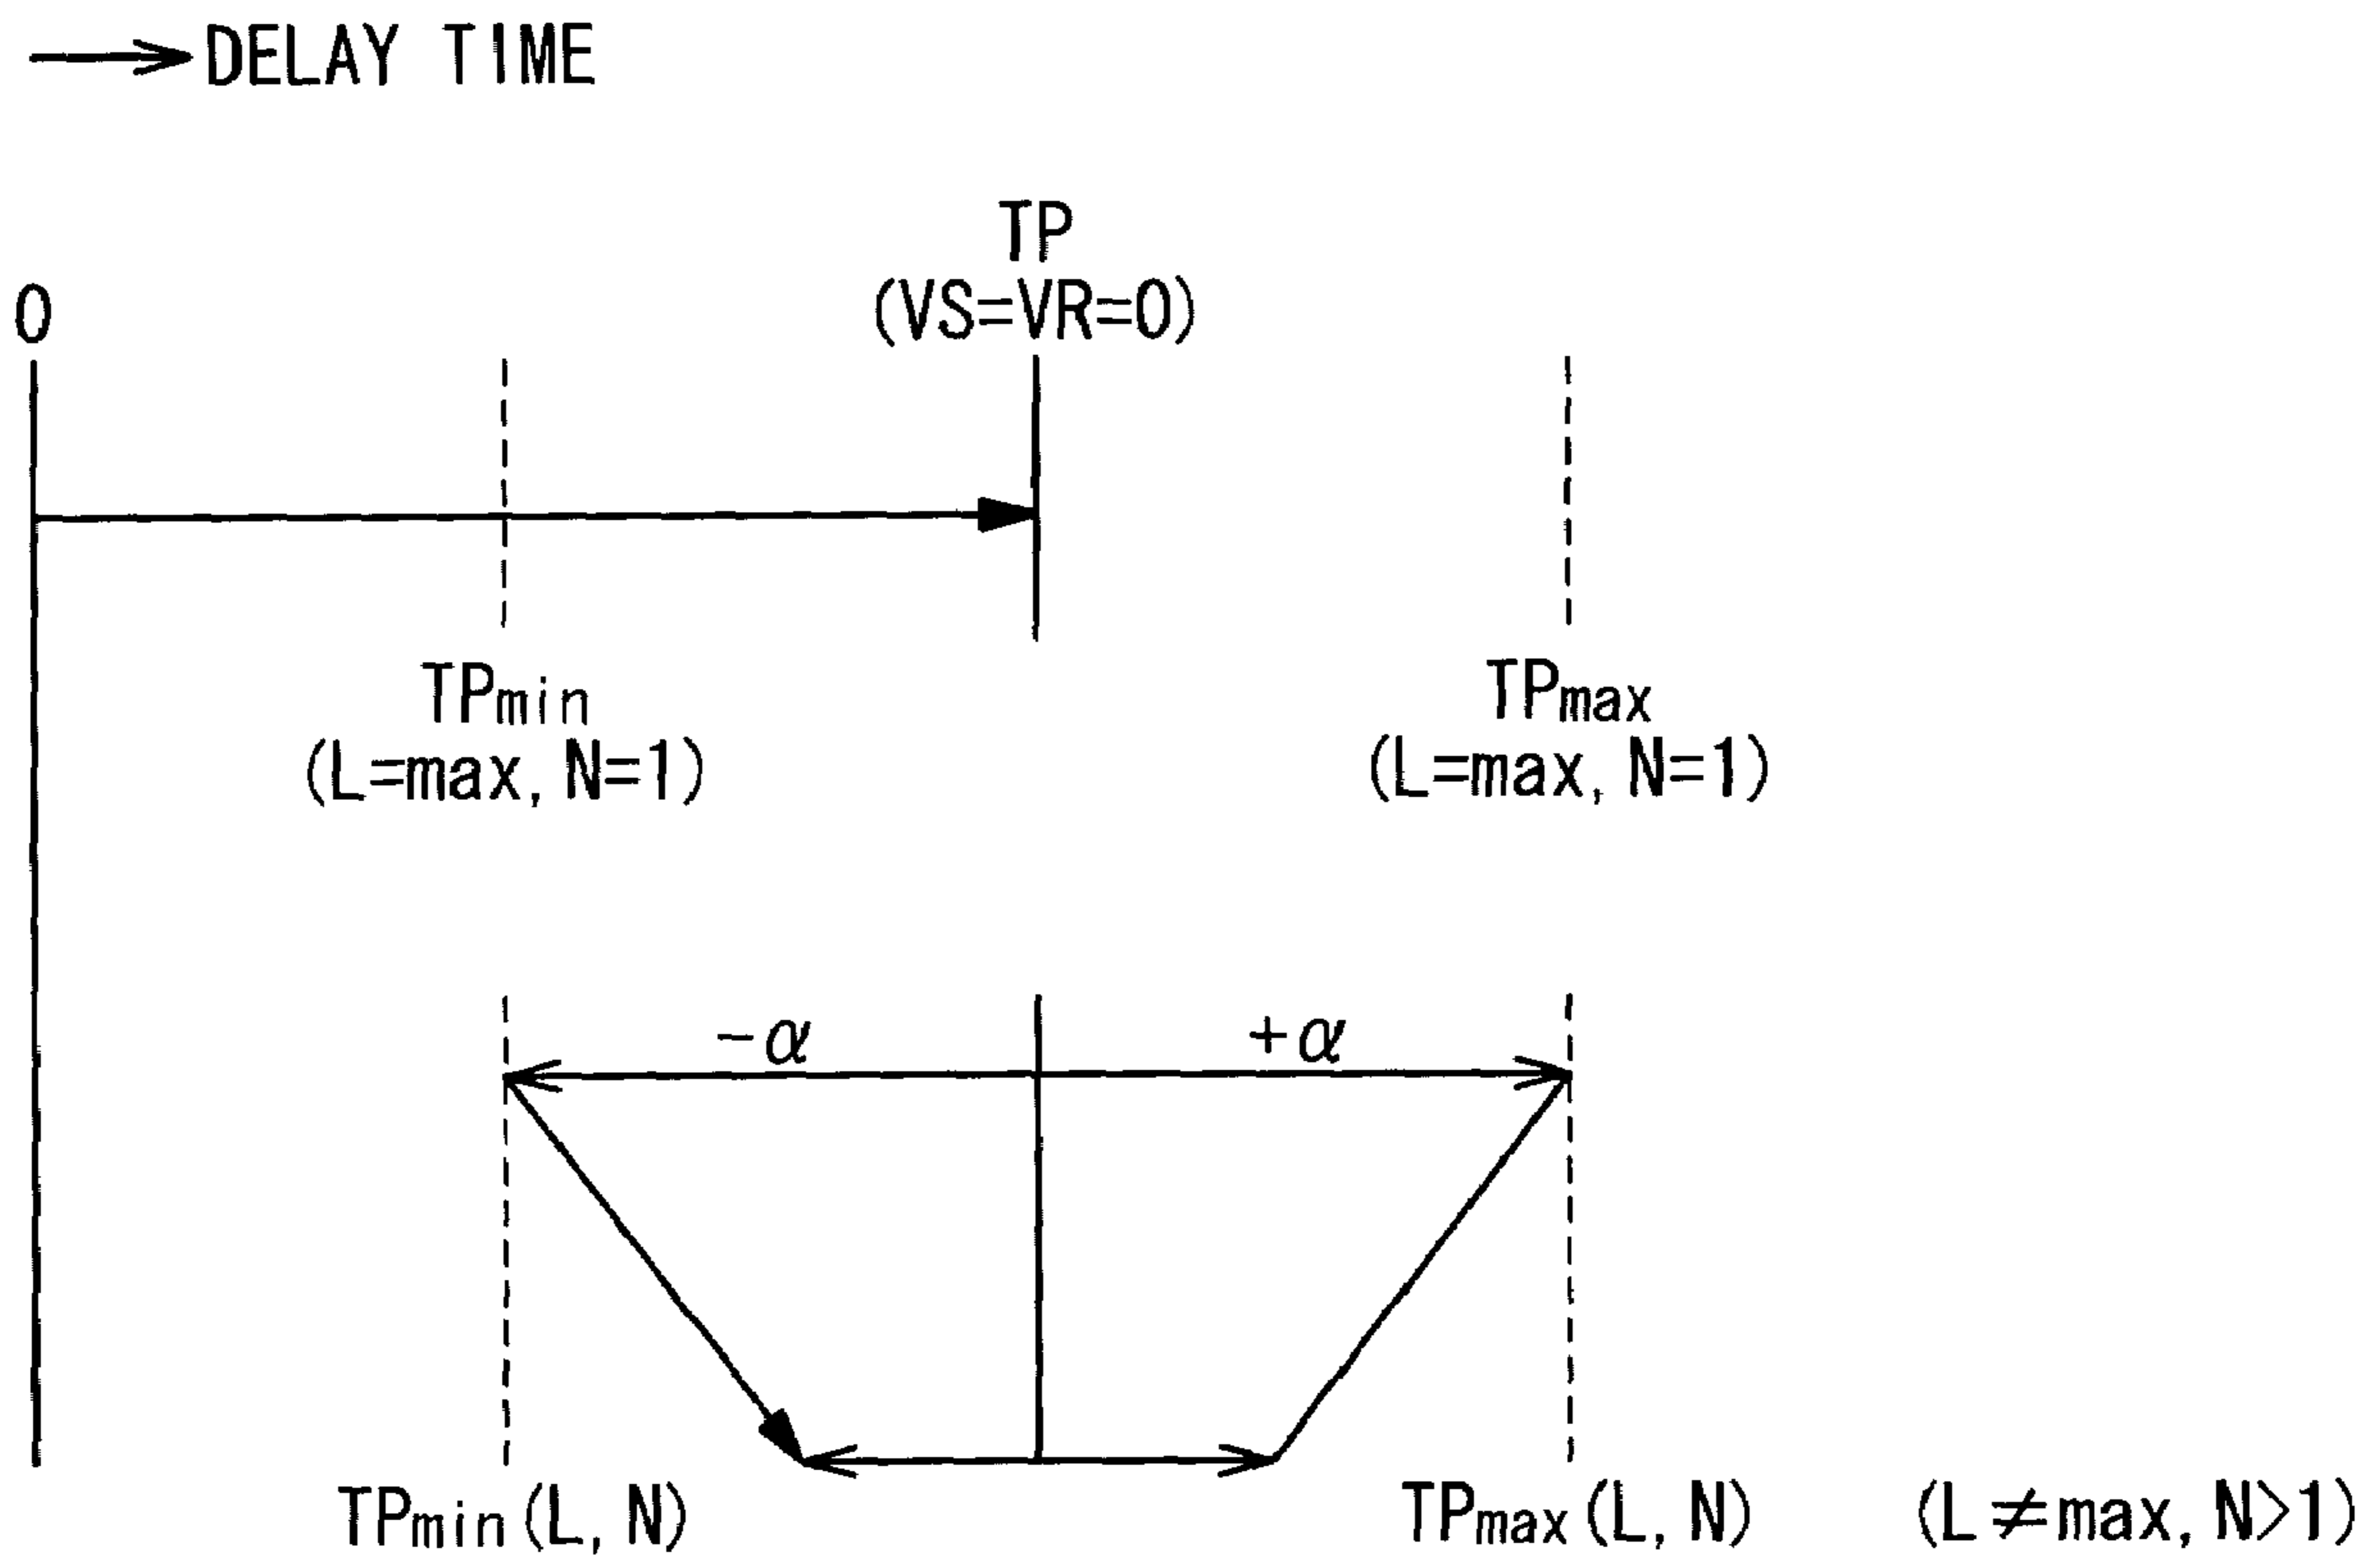 DELAY TIME
TP
(VS=VR=0)
0
TPmin
(L=max, N=1)
TPmax
(L=max, N=1)
-α
+α
TPmin(L, N)
TPmax(L, N)
(L≠max, N>1)